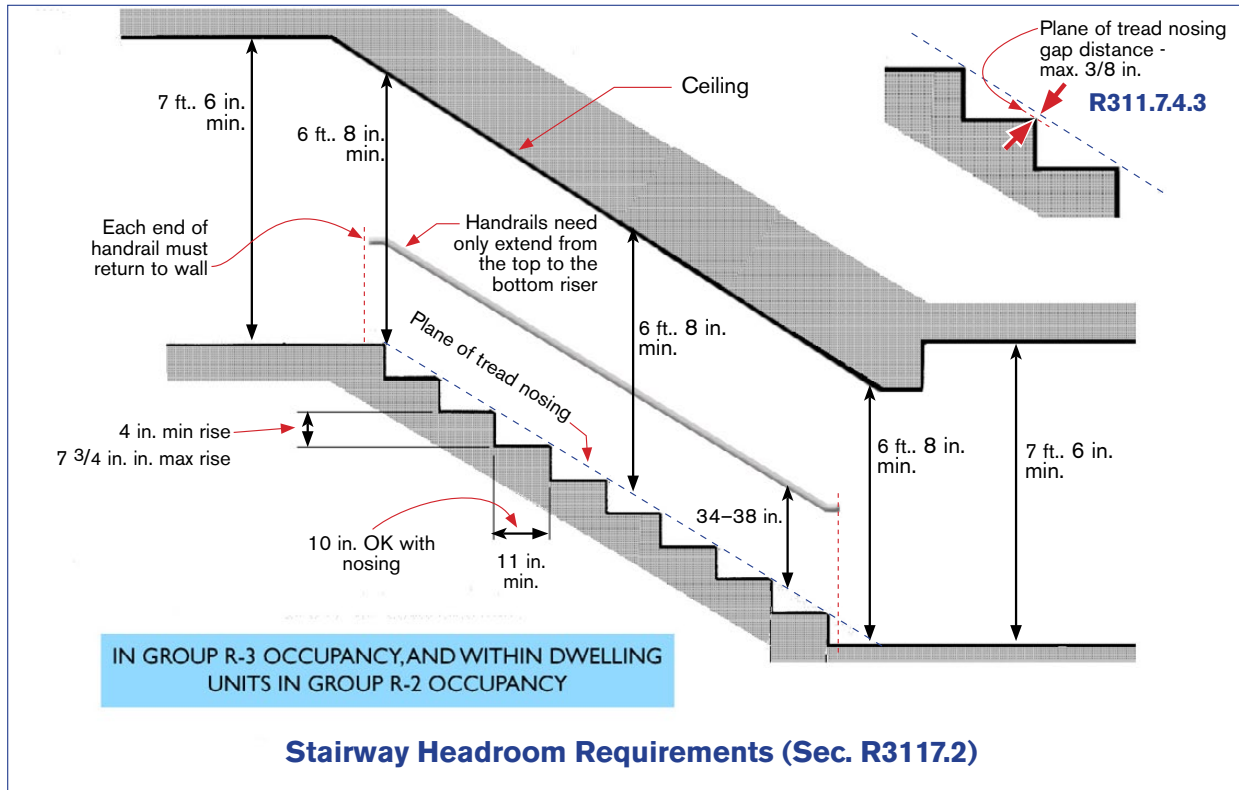 Plane of tread nosing
gap distance -
max. 3/8 in.
R311.7.4.3
Ceiling
7 ft.. 6 in.
min.
6 ft.. 8 in.
min.
Each end of
handrail must
return to wall
Handrails need
only extend from
the top to the
bottom riser
Plane of tread nosing
6 ft.. 8 in.
min.
4 in. min rise
7 3/4 in. in. max rise
10 in. OK with
nosing
11 in.
min.
34–38 in.
6 ft.. 8 in.
min.
7 ft.. 6 in.
min.
IN GROUP R-3 OCCUPANCY,AND WITHIN DWELLING
UNITS IN GROUP R-2 OCCUPANCY
Stairway Headroom Requirements (Sec. R3117.2)